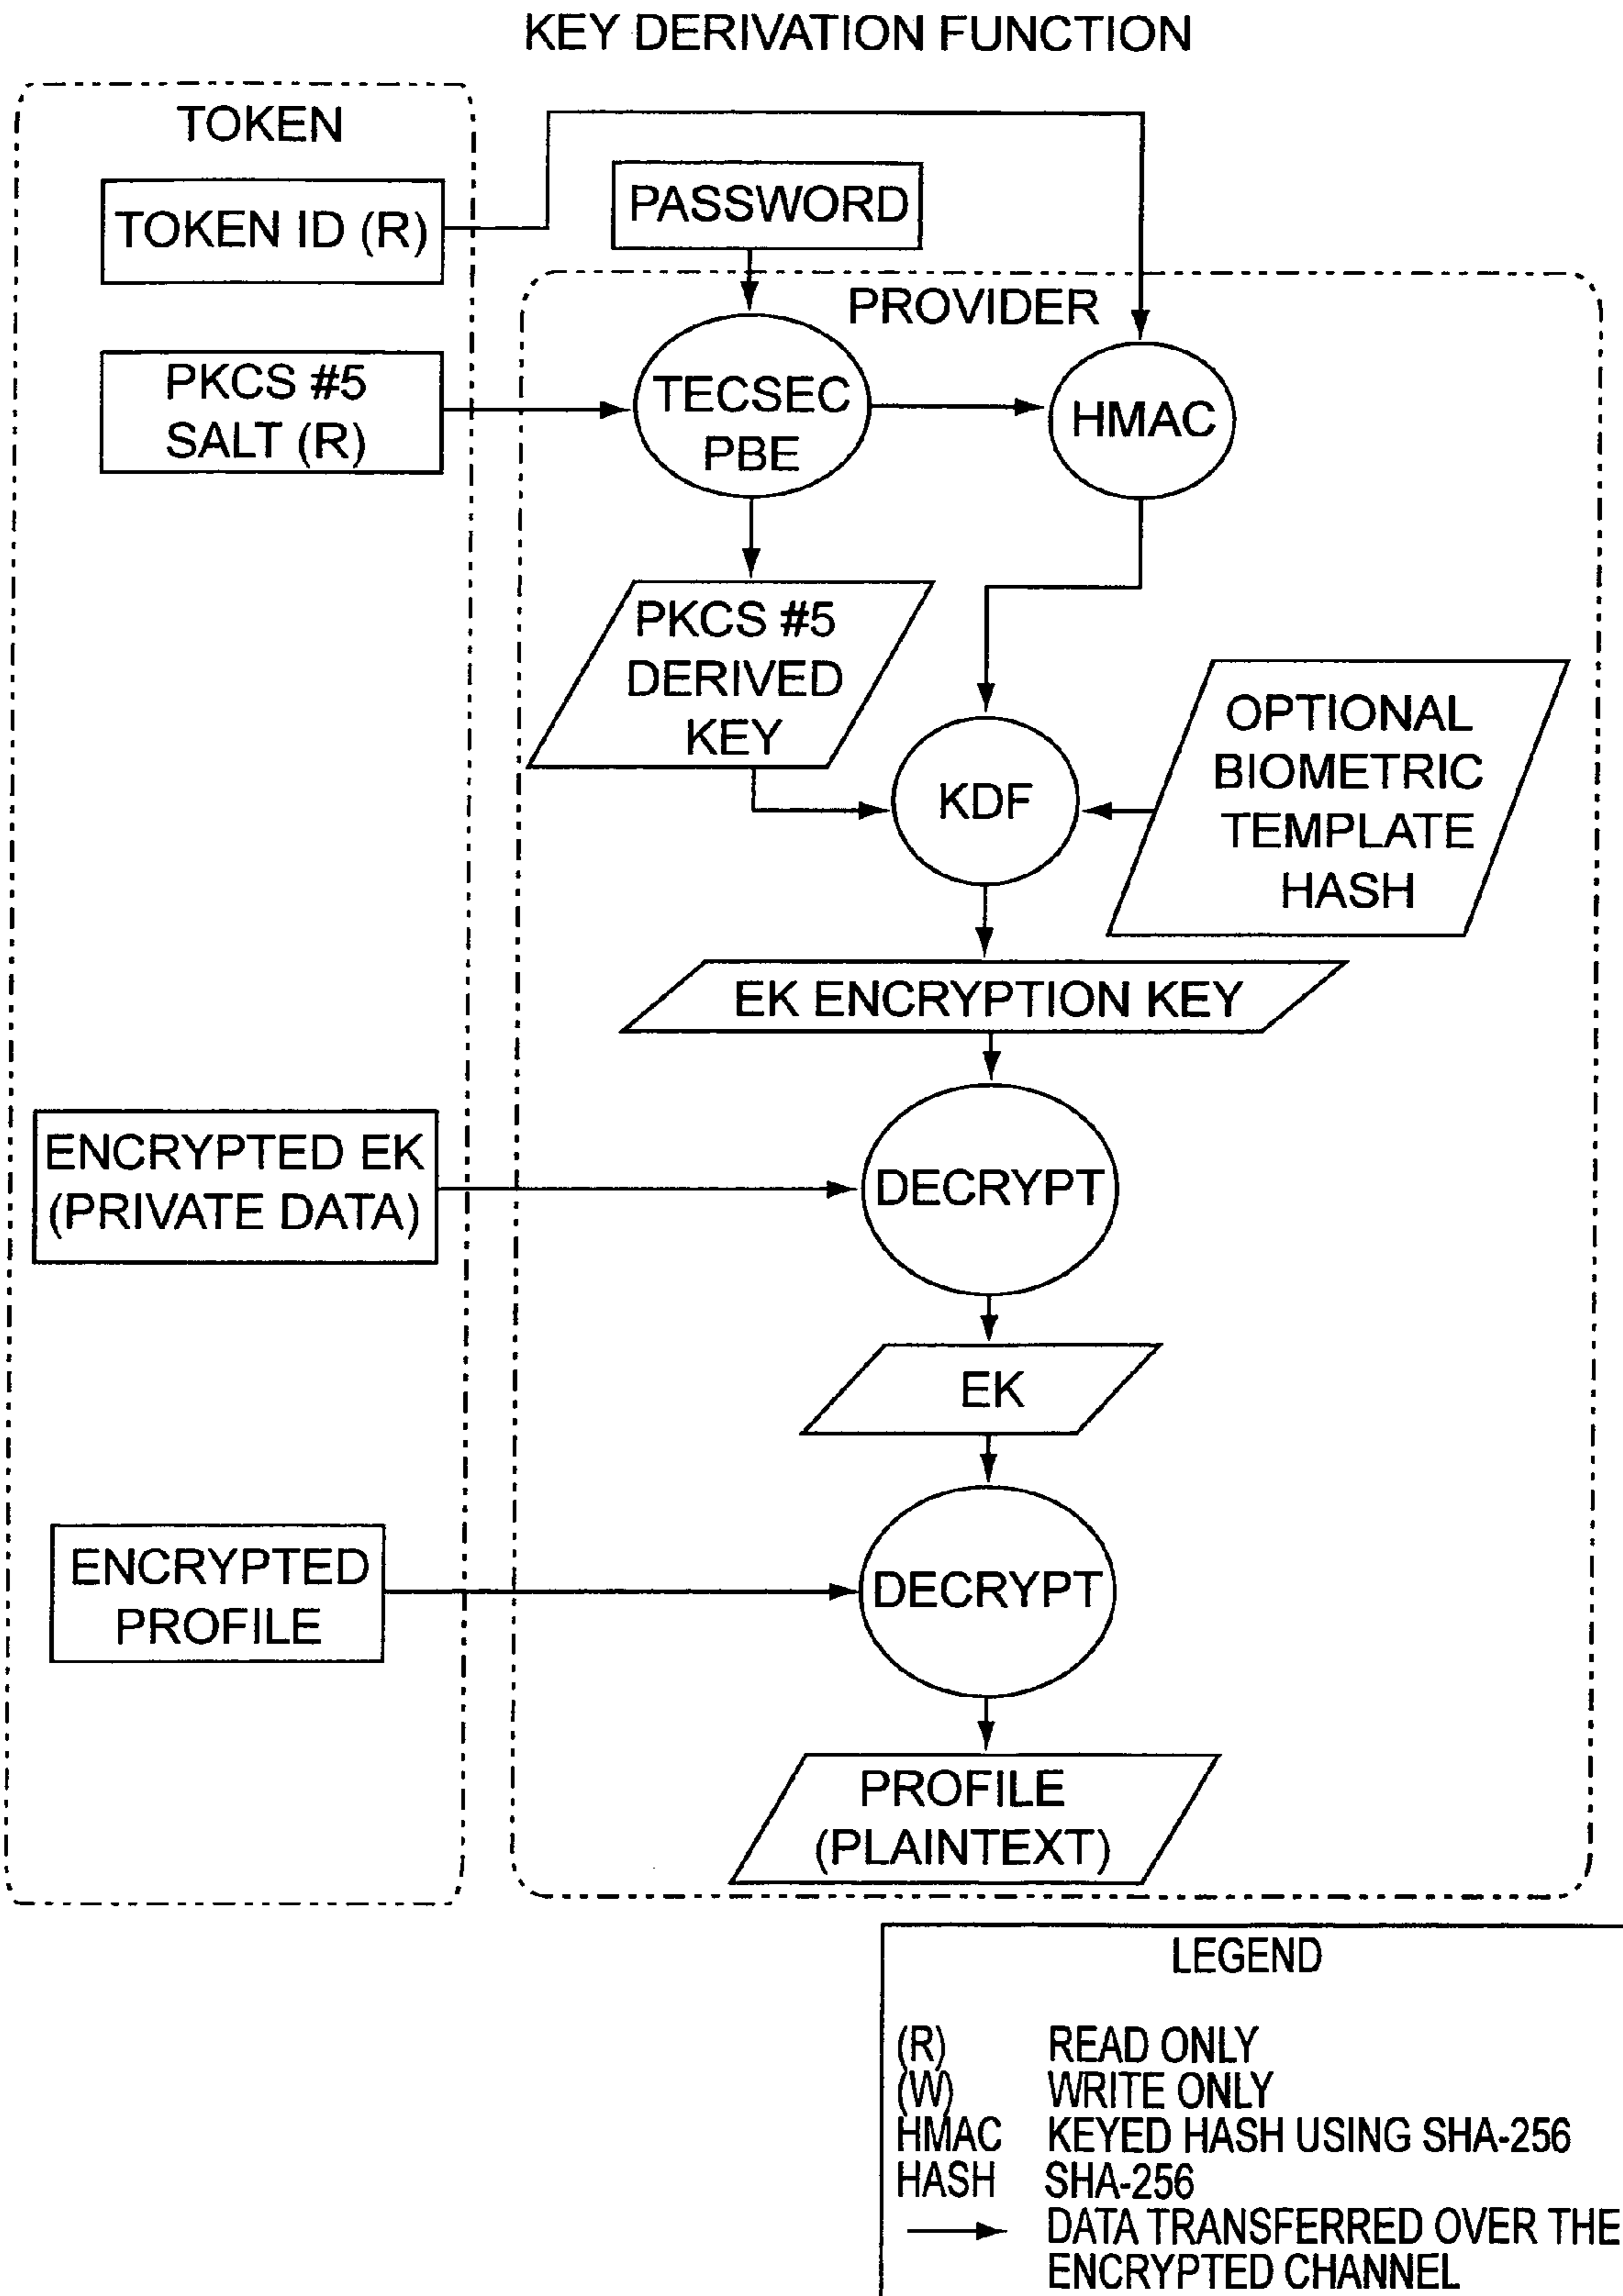 KEY DERIVATION FUNCTION
TOKEN
TOKEN ID (R)
PASSWORD
PROVIDER
PKCS #5
SALT (R)
TECSEC
PBE
HMAC
PKCS #5
DERIVED
KEY
OPTIONAL
BIOMETRIC
TEMPLATE
HASH
KDF
EK ENCRYPTION KEY
ENCRYPTED EK
(PRIVATE DATA)
DECRYPT
EK
ENCRYPTED
PROFILE
DECRYPT
PROFILE
(PLAINTEXT)
LEGEND
(R) READ ONLY
(W) WRITE ONLY
HMAC KEYED HASH USING SHA-256
HASH SHA-256
DATA TRANSFERRED OVER THE
ENCRYPTED CHANNEL